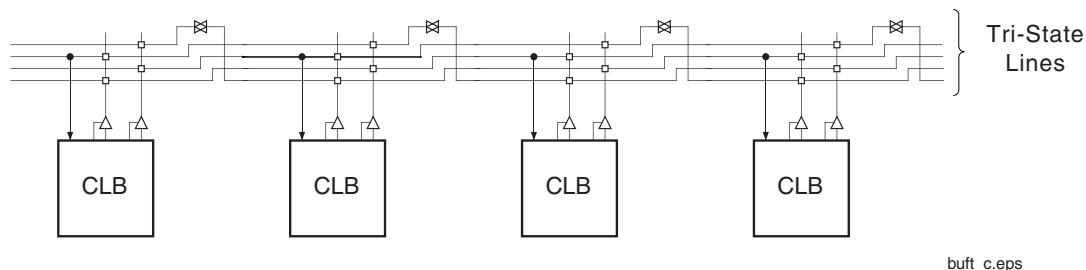 Tri-State
Lines
CLB
CLB
CLB
CLB
buft_c.eps